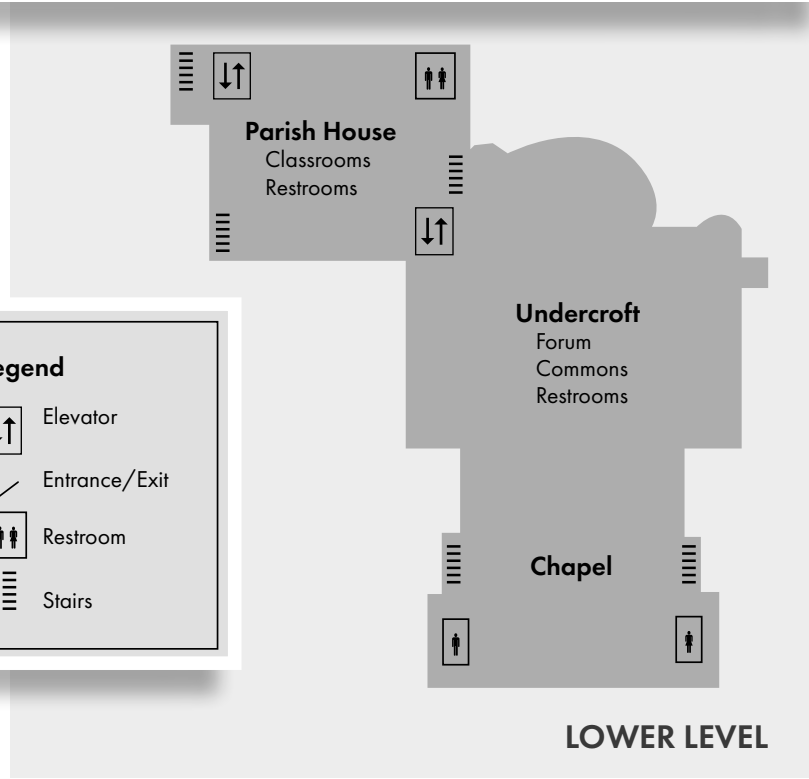 Parish House
Classrooms
Restrooms
Undercroft
Forum
Commons
Restrooms
egend
Elevator
Entrance/Exit
Restroom
Stairs
Chapel
LOWER LEVEL